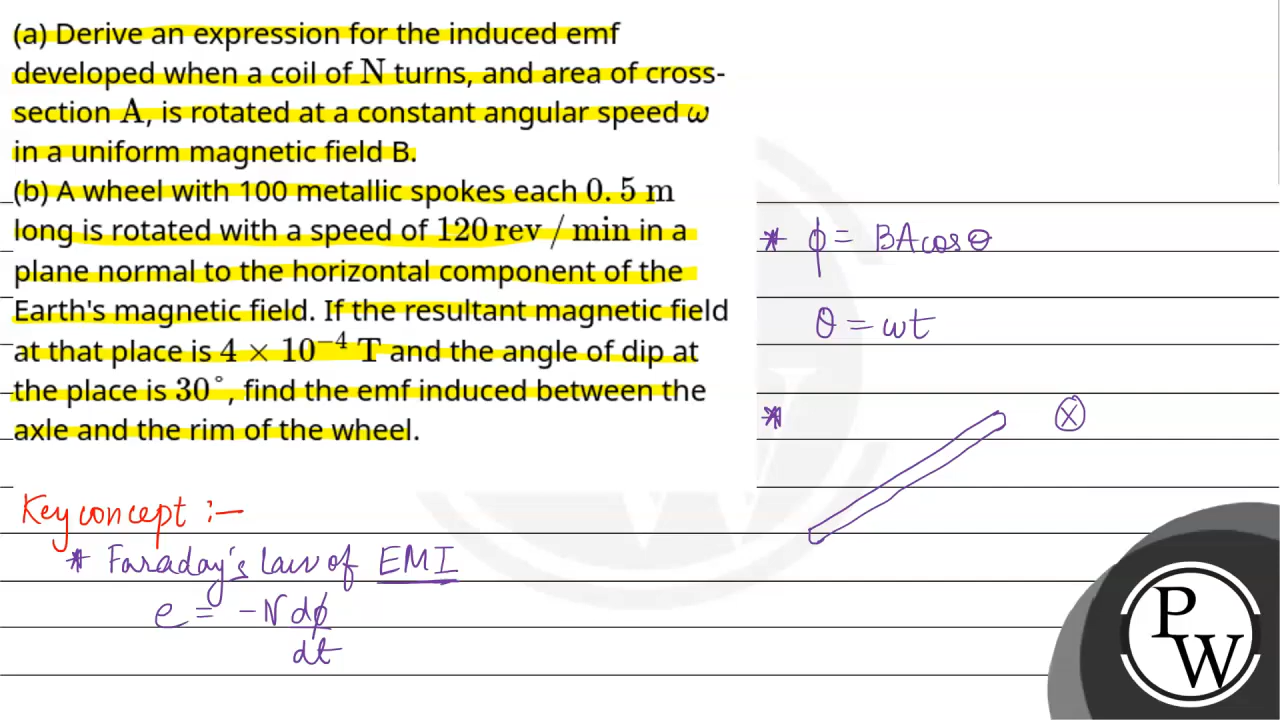 (a) Derive an expression for the induced emf
developed when a coil of N turns, and area of cross-
section A, is rotated at a constant angular speed ω
in a uniform magnetic field B.
(b) A wheel with 100 metallic spokes each 0.5 m
long is rotated with a speed of 120 rev / min in a
plane normal to the horizontal component of the
Earth's magnetic field. If the resultant magnetic field
at that place is 4 × 10⁻⁴ T and the angle of dip at
the place is 30°, find the emf induced between the
axle and the rim of the wheel.
Key concept :-
* Faraday's law of EMI
e = -N dϕ/dt
* ϕ = BA cosθ
θ = ωt
*
PW